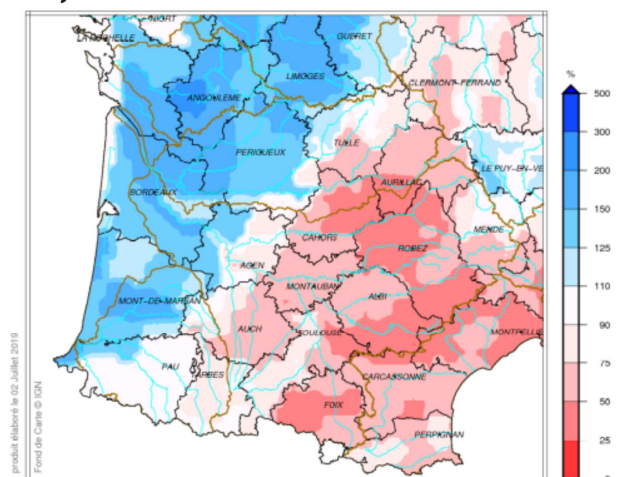 NIORT
LA ROCHELLE
GUERET
CLERMONT-FERRAND
LIMOGES
ANGOULEME
TULLE
PERIGUEUX
LE PUY-EN-VE
AURILLAC
BORDEAUX
CAHORS
RODEZ
MENDE
AGEN
MONTAUBAN
ALBI
MONT-DE-MARSAN
AUCH
TOULOUSE
MONTPELLIE
PAU
TARBES
CARCASSONNE
FOIX
PERPIGNAN
%
500
300
200
150
125
110
90
75
50
25
produit élaboré le 02 Juillet 2019
Fond de Carte © IGN